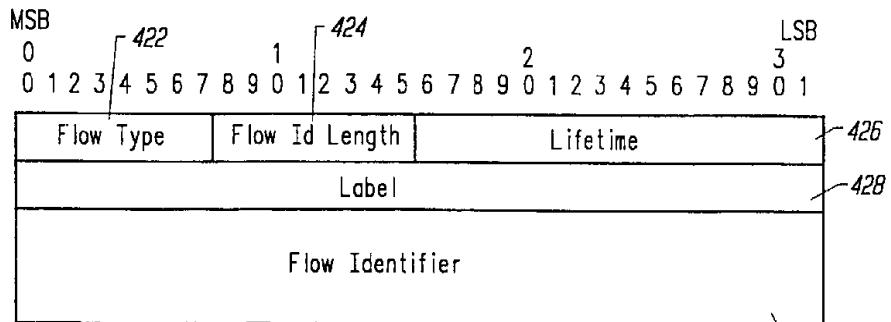 MSB LSB
422 424
0 1 2 3
0 1 2 3 4 5 6 7 8 9 0 1 2 3 4 5 6 7 8 9 0 1 2 3 4 5 6 7 8 9 0 1
Flow Type Flow Id Length Lifetime 426
Label 428
Flow Identifier